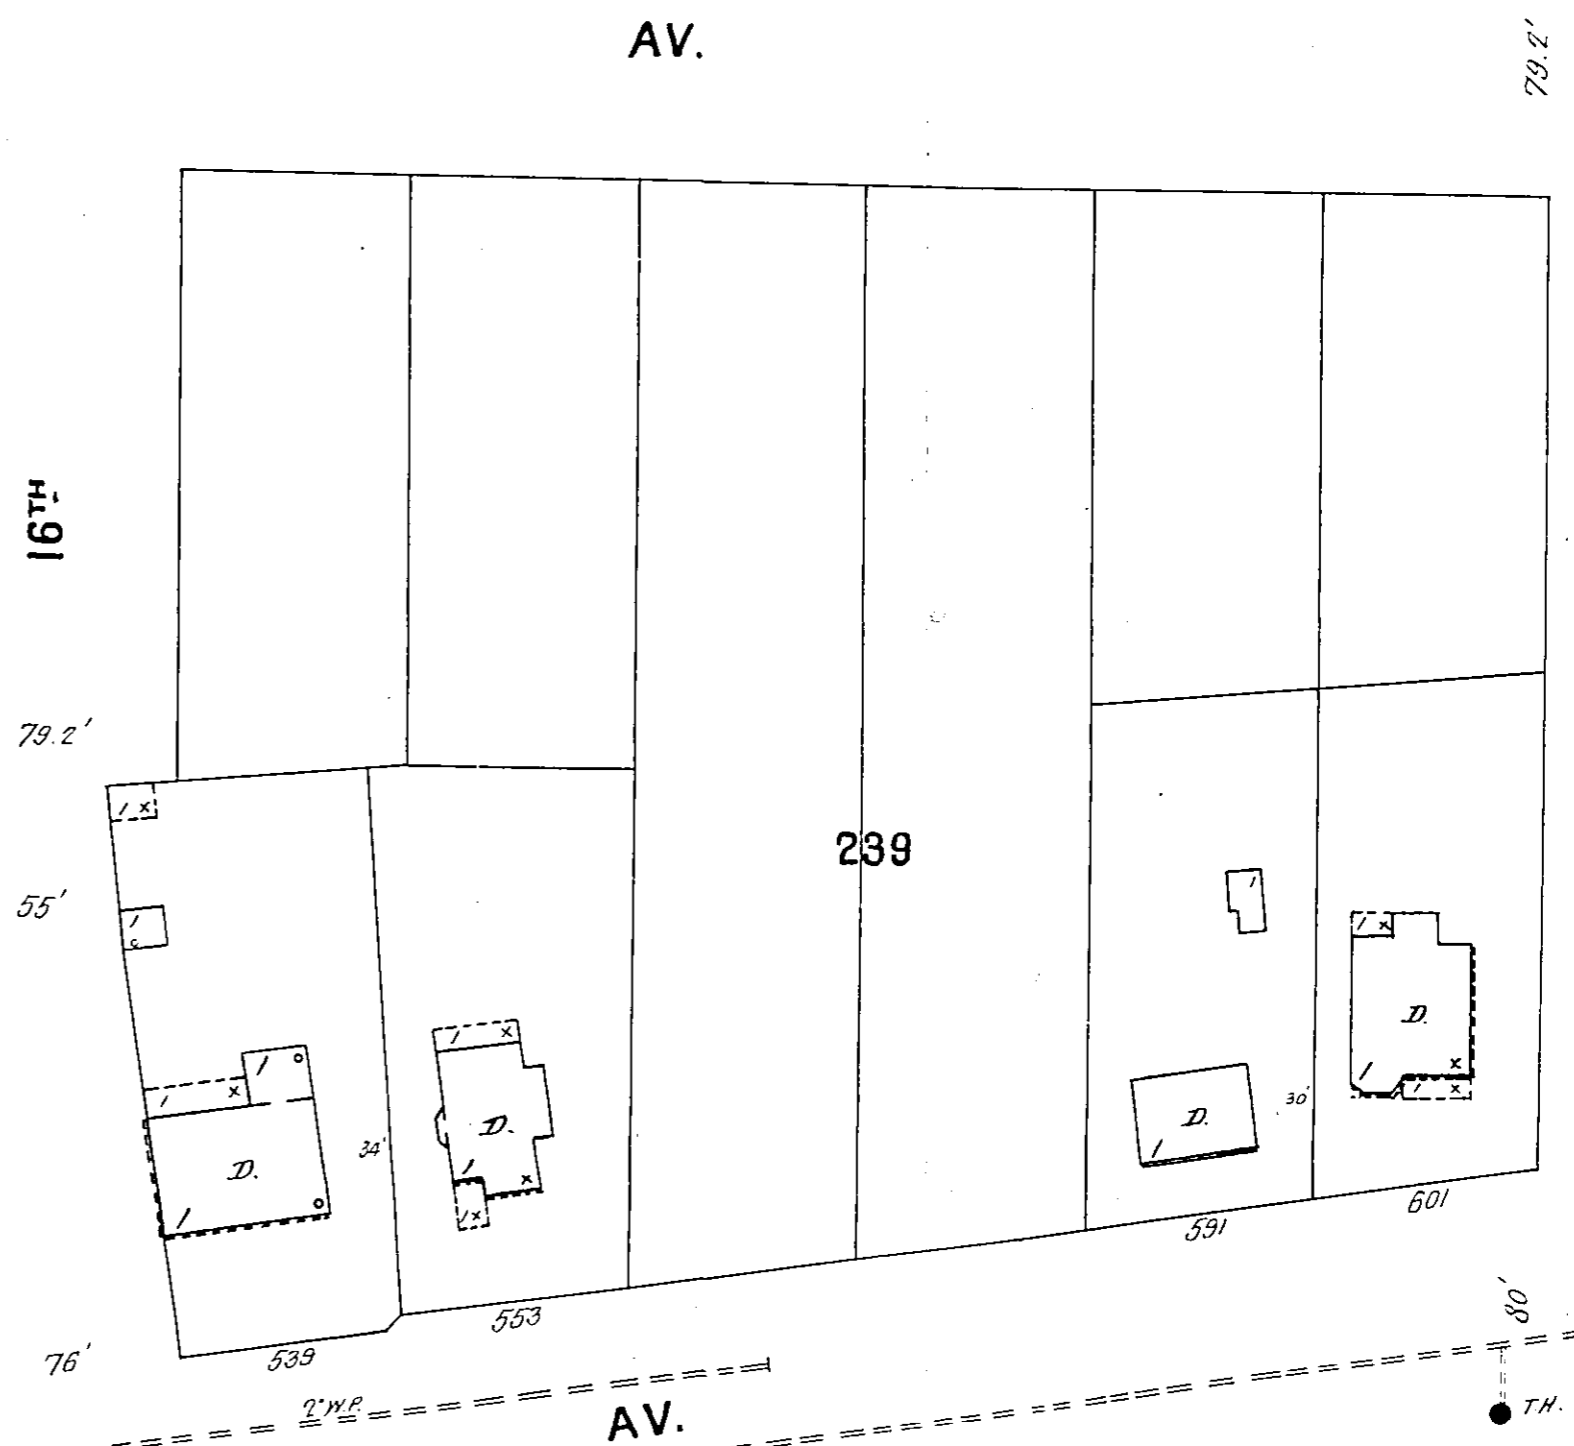 AV.
79.2'
16TH
79.2'
/ X
239
55'
/
c
/ X
/ O
/ X
D.
/ X
/
D.
/ X
D.
/
34'
D.
/ O
/ X
/ X
D.
/
30'
/ X
601
591
553
539
76'
80'
2" W.P.
AV.
T.H.